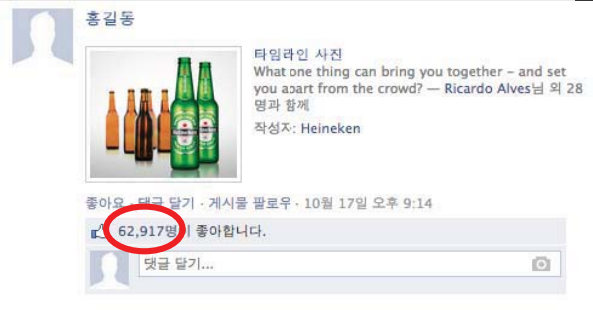 홍길동
타임라인 사진
What one thing can bring you together – and set
you apart from the crowd? — Ricardo Alves님 외 28
명과 함께
작성자: Heineken
Heineken
Heineken
좋아요 · 댓글 달기 · 게시물 팔로우 · 10월 17일 오후 9:14
62,917명이 좋아합니다.
댓글 달기...